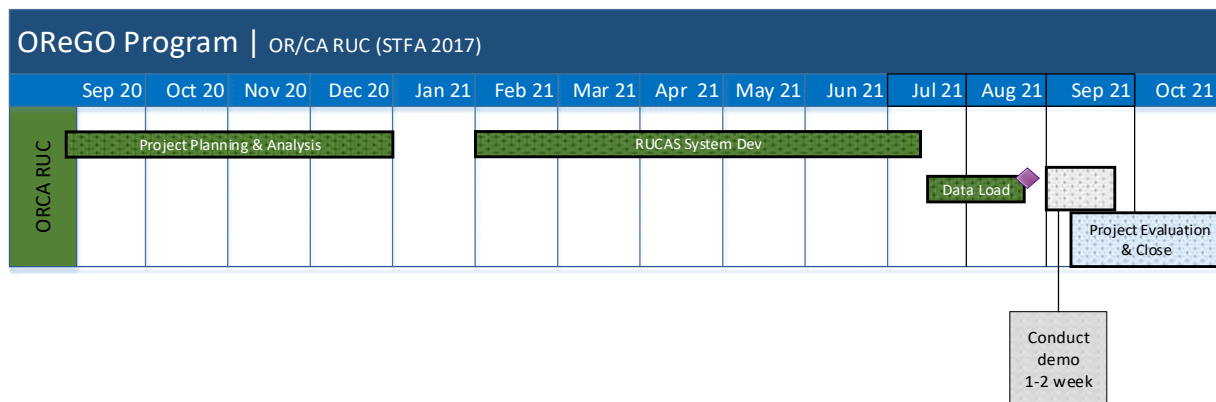 OReGO Program | OR/CA RUC (STFA 2017)
Sep 20 Oct 20 Nov 20 Dec 20 Jan 21 Feb 21 Mar 21 Apr 21 May 21 Jun 21 Jul 21 Aug 21 Sep 21 Oct 21
ORCA RUC
Project Planning & Analysis
RUCAS System Dev
Data Load
Project Evaluation
& Close
Conduct
demo
1-2 week